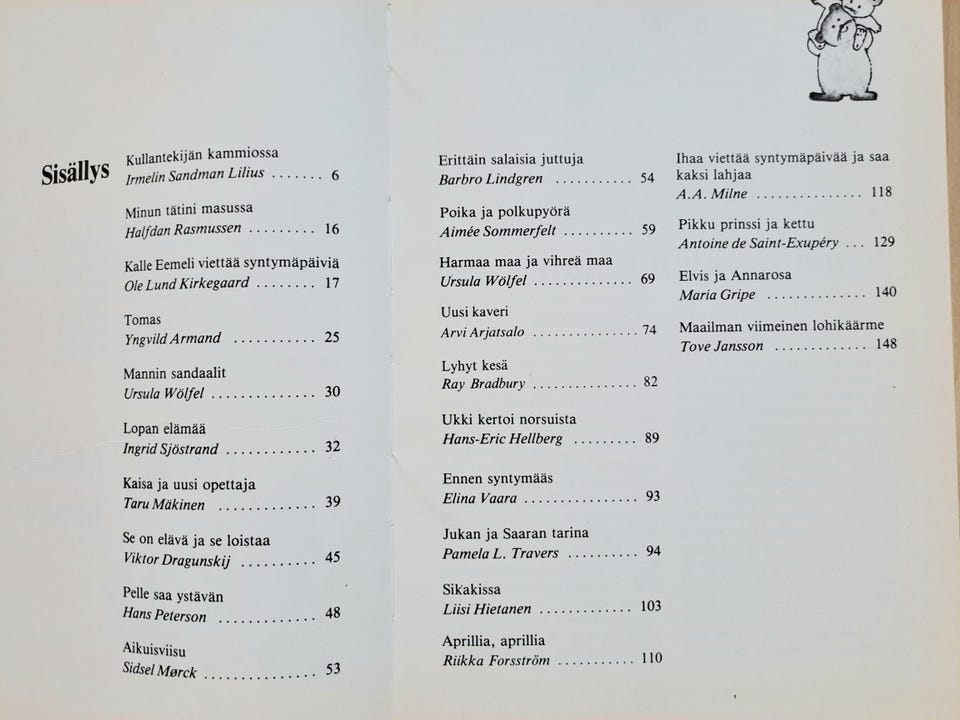 Sisällys
Kullantekijän kammiossa
Irmelin Sandman Lilius ....... 6
Minun tätini masussa
Halfdan Rasmussen ......... 16
Kalle Eemeli viettää syntymäpäiviä
Ole Lund Kirkegaard ........ 17
Tomas
Yngvild Armand ........... 25
Mannin sandaalit
Ursula Wölfel .............. 30
Lopan elämää
Ingrid Sjöstrand ............ 32
Kaisa ja uusi opettaja
Taru Mäkinen ............. 39
Se on elävä ja se loistaa
Viktor Dragunskij .......... 45
Pelle saa ystävän
Hans Peterson ............. 48
Aikuisviisu
Sidsel Mørck ............... 53
Erittäin salaisia juttuja
Barbro Lindgren ........... 54
Poika ja polkupyörä
Aimée Sommerfelt .......... 59
Harmaa maa ja vihreä maa
Ursula Wölfel .............. 69
Uusi kaveri
Arvi Arjatsalo ............... 74
Lyhyt kesä
Ray Bradbury ............... 82
Ukki kertoi norsuista
Hans-Eric Hellberg ......... 89
Ennen syntymääs
Elina Vaara ................ 93
Jukan ja Saaran tarina
Pamela L. Travers .......... 94
Sikakissa
Liisi Hietanen ............. 103
Aprillia, aprillia
Riikka Forsström ........... 110
Ihaa viettää syntymäpäivää ja saa
kaksi lahjaa
A.A. Milne ............... 118
Pikku prinssi ja kettu
Antoine de Saint-Exupéry ... 129
Elvis ja Annarosa
Maria Gripe .............. 140
Maailman viimeinen lohikäärme
Tove Jansson ............. 148